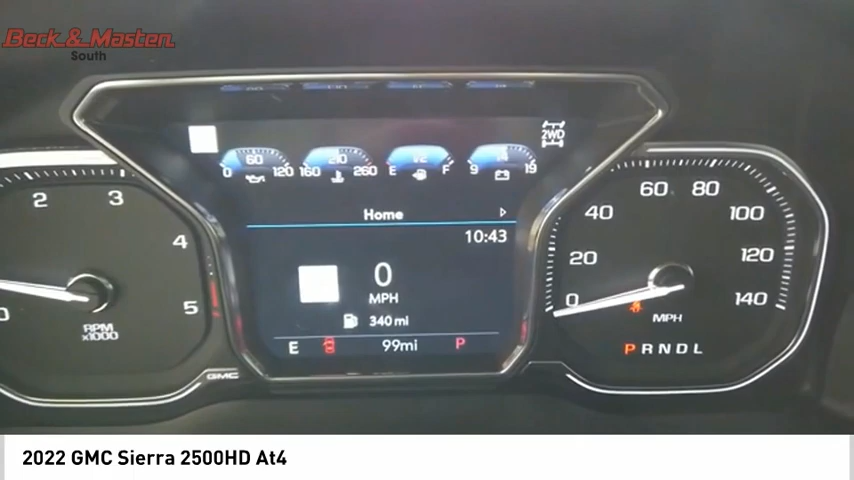 Beck & Masten
South
2WD
60
210
1/2
0 120 160 260 E F 9 19
Home
10:43
0
MPH
340 mi
E 99mi P
0 2 3 4 5
RPM
x1000
GMC
0 20 40 60 80 100 120 140
MPH
P R N D L
2022 GMC Sierra 2500HD At4